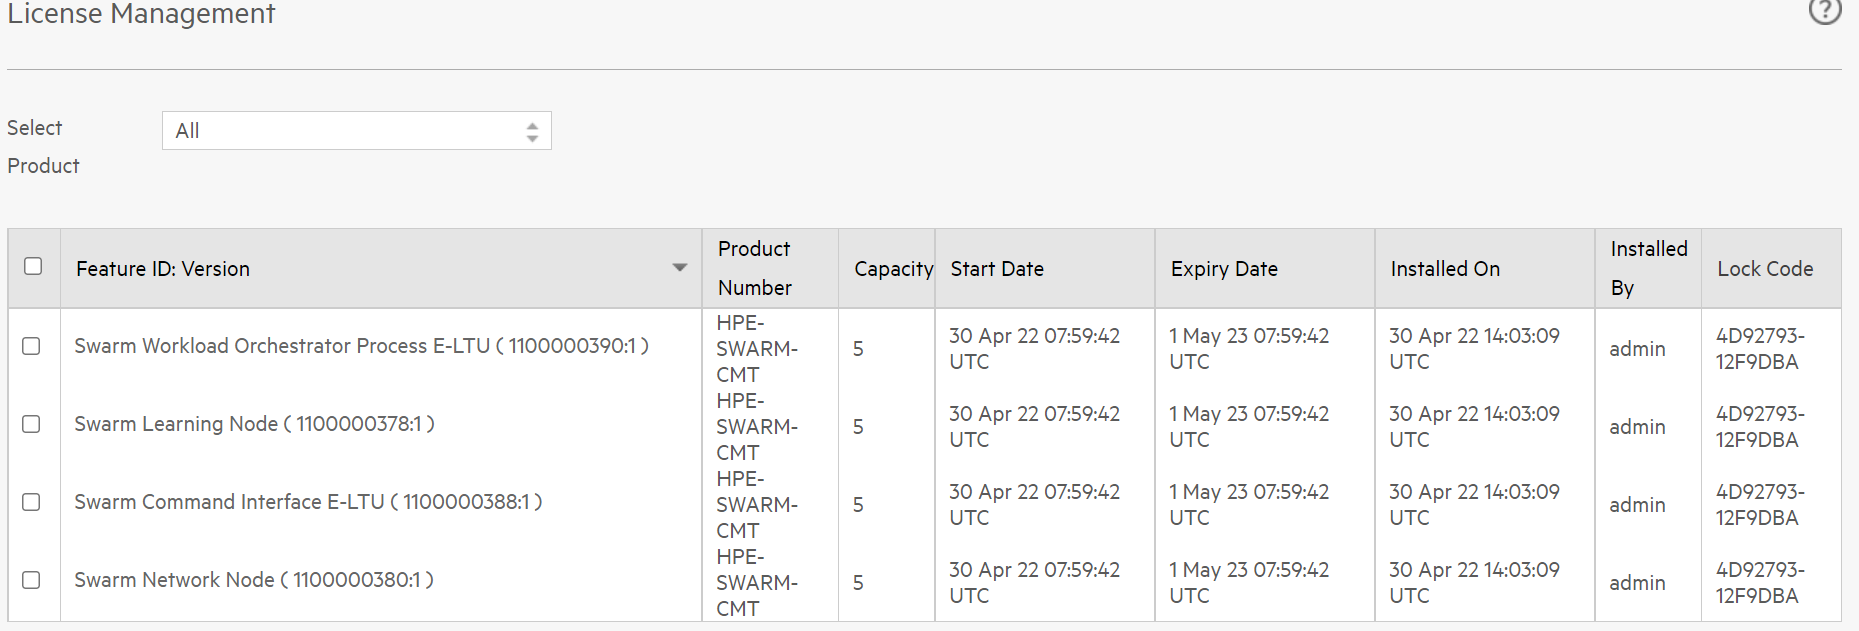 License Management
?
Select
Product
All
Feature ID: Version
Product
Number
Capacity
Start Date
Expiry Date
Installed On
Installed
By
Lock Code
Swarm Workload Orchestrator Process E-LTU ( 1100000390:1 )
HPE-
SWARM-
CMT
5
30 Apr 22 07:59:42
UTC
1 May 23 07:59:42
UTC
30 Apr 22 14:03:09
UTC
admin
4D92793-
12F9DBA
Swarm Learning Node ( 1100000378:1 )
HPE-
SWARM-
CMT
5
30 Apr 22 07:59:42
UTC
1 May 23 07:59:42
UTC
30 Apr 22 14:03:09
UTC
admin
4D92793-
12F9DBA
Swarm Command Interface E-LTU ( 1100000388:1 )
HPE-
SWARM-
CMT
5
30 Apr 22 07:59:42
UTC
1 May 23 07:59:42
UTC
30 Apr 22 14:03:09
UTC
admin
4D92793-
12F9DBA
Swarm Network Node ( 1100000380:1 )
HPE-
SWARM-
CMT
5
30 Apr 22 07:59:42
UTC
1 May 23 07:59:42
UTC
30 Apr 22 14:03:09
UTC
admin
4D92793-
12F9DBA